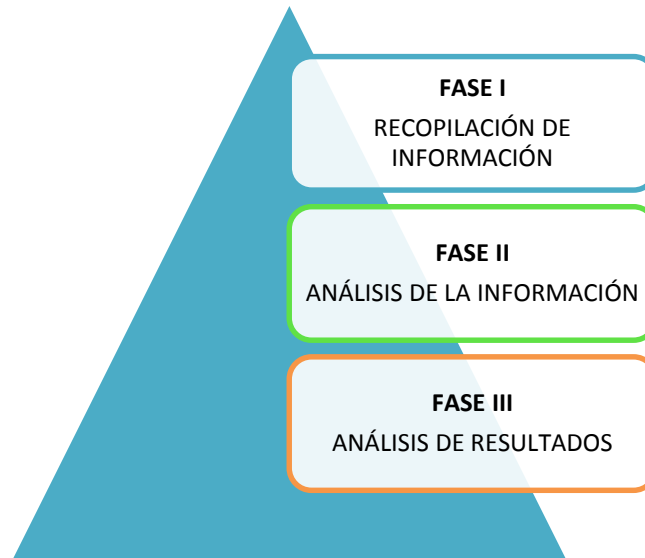 FASE I
RECOPILACIÓN DE
INFORMACIÓN
FASE II
ANÁLISIS DE LA INFORMACIÓN
FASE III
ANÁLISIS DE RESULTADOS